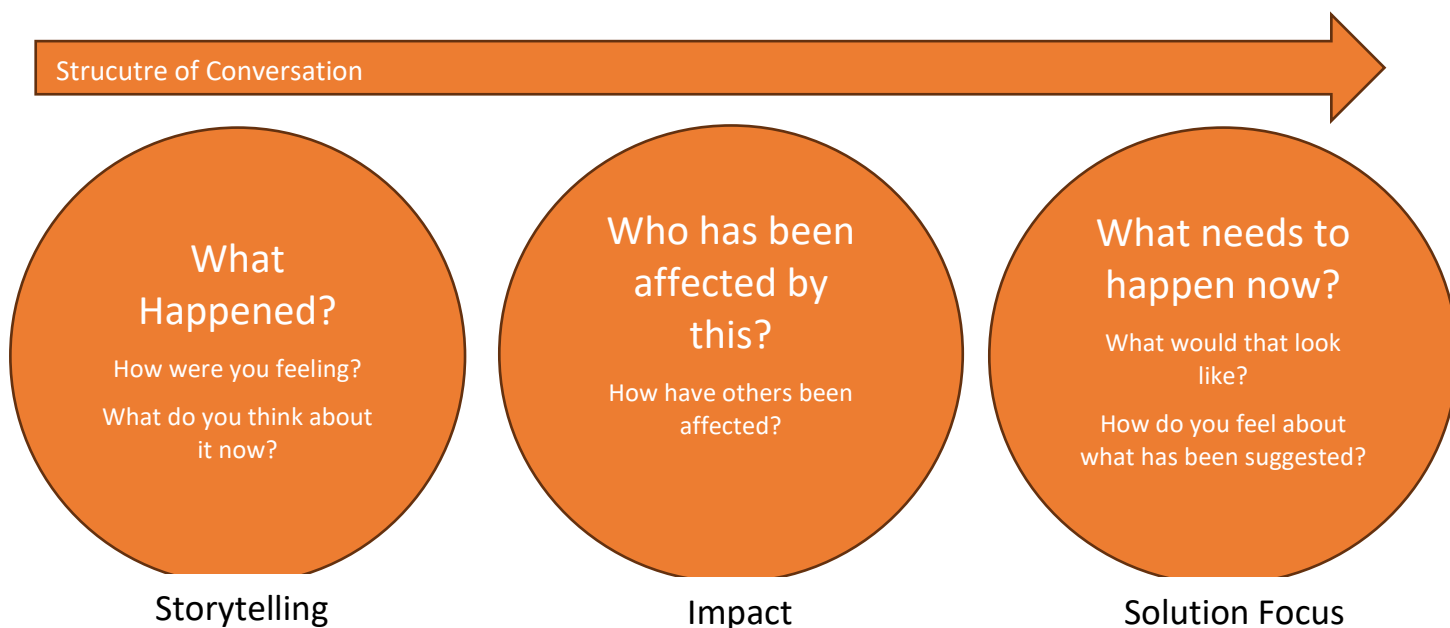 Strucutre of Conversation
What
Happened?
How were you feeling?
What do you think about
it now?
Storytelling
Who has been
affected by
this?
How have others been
affected?
Impact
What needs to
happen now?
What would that look
like?
How do you feel about
what has been suggested?
Solution Focus